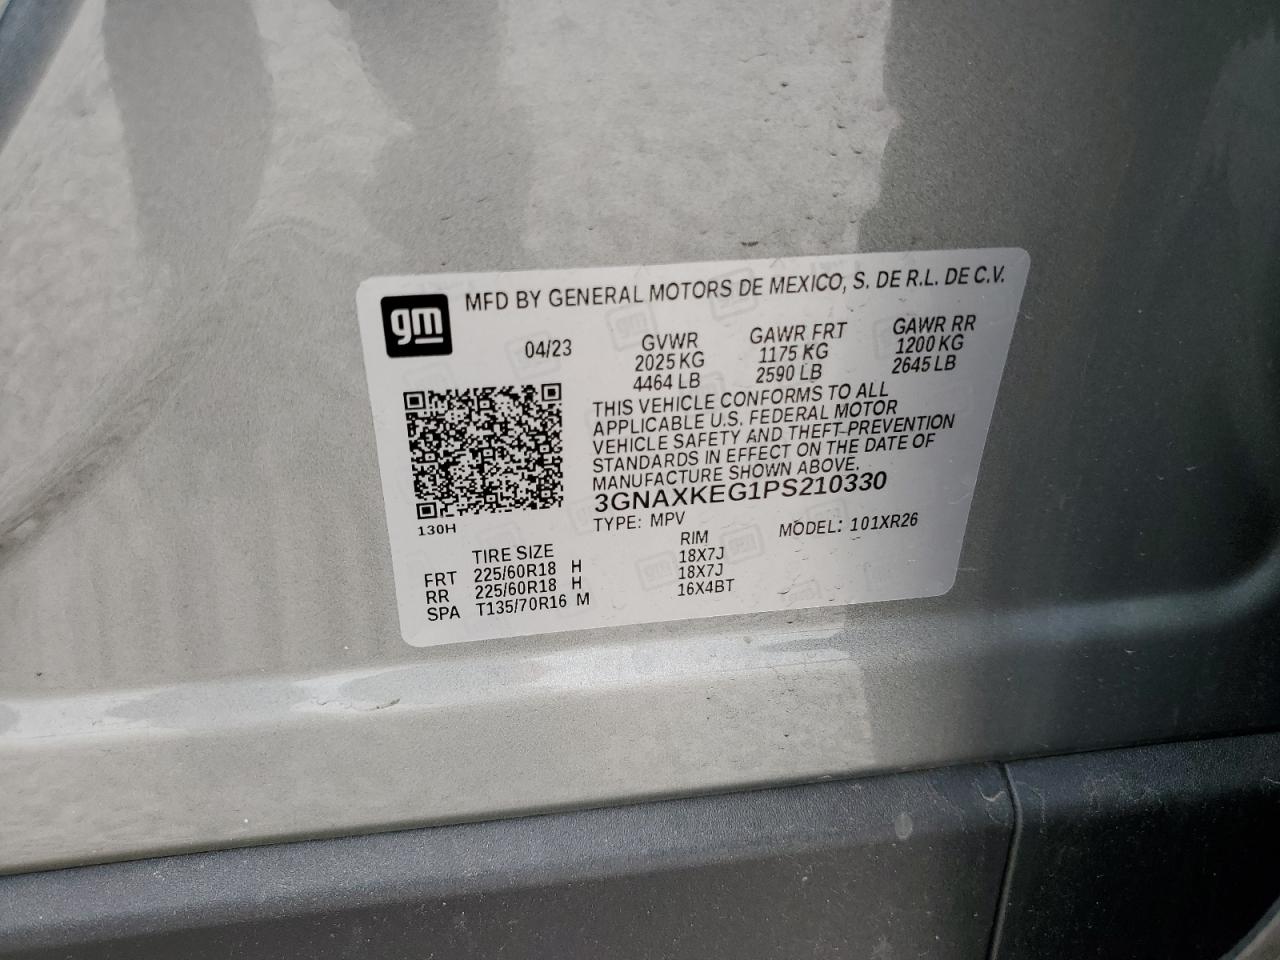 gm MFD BY GENERAL MOTORS DE MEXICO, S. DE R.L. DE C.V.
04/23 GVWR GAWR FRT GAWR RR
2025 KG 1175 KG 1200 KG
4464 LB 2590 LB 2645 LB
THIS VEHICLE CONFORMS TO ALL
APPLICABLE U.S. FEDERAL MOTOR
VEHICLE SAFETY AND THEFT-PREVENTION
STANDARDS IN EFFECT ON THE DATE OF
MANUFACTURE SHOWN ABOVE.
3GNAXKEG1PS210330
130H TYPE: MPV MODEL: 101XR26
TIRE SIZE RIM
FRT 225/60R18 H 18X7J
RR 225/60R18 H 18X7J
SPA T135/70R16 M 16X4BT